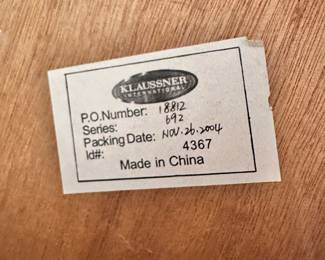 KLAUSSNER
INTERNATIONAL
P.O.Number: 18812
Series: 692
Packing Date: NOV. 26. 2004
Id#: 4367
Made in China